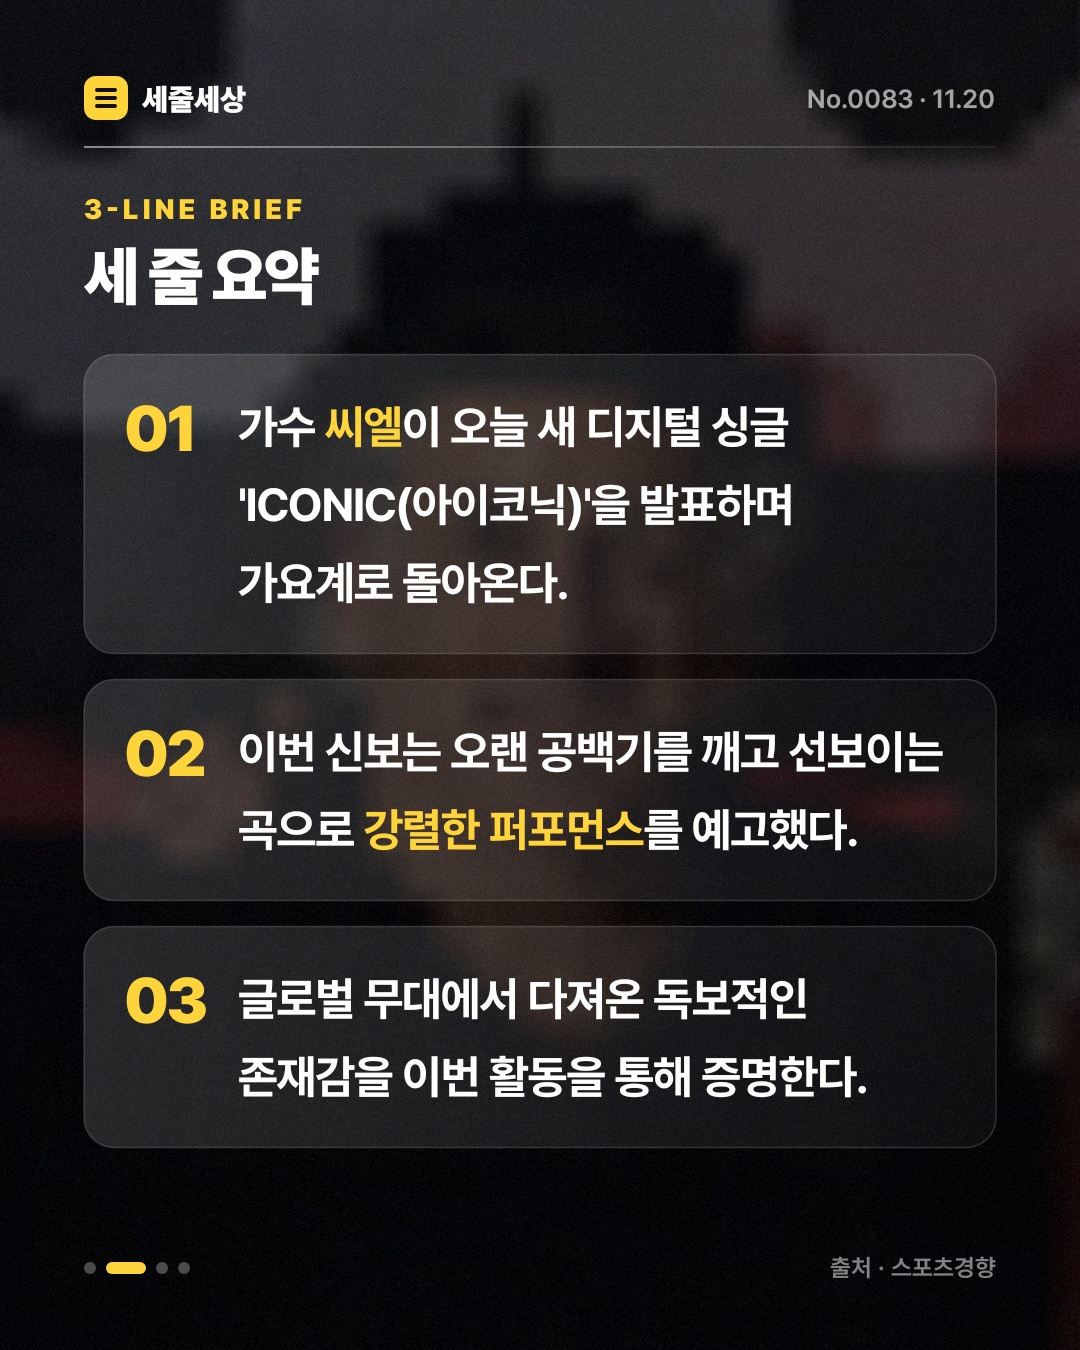 세줄세상
No.0083 · 11.20
3-LINE BRIEF
세 줄 요약
01
가수 씨엘이 오늘 새 디지털 싱글
'ICONIC(아이코닉)'을 발표하며
가요계로 돌아온다.
02
이번 신보는 오랜 공백기를 깨고 선보이는
곡으로 강렬한 퍼포먼스를 예고했다.
03
글로벌 무대에서 다져온 독보적인
존재감을 이번 활동을 통해 증명한다.
출처 · 스포츠경향